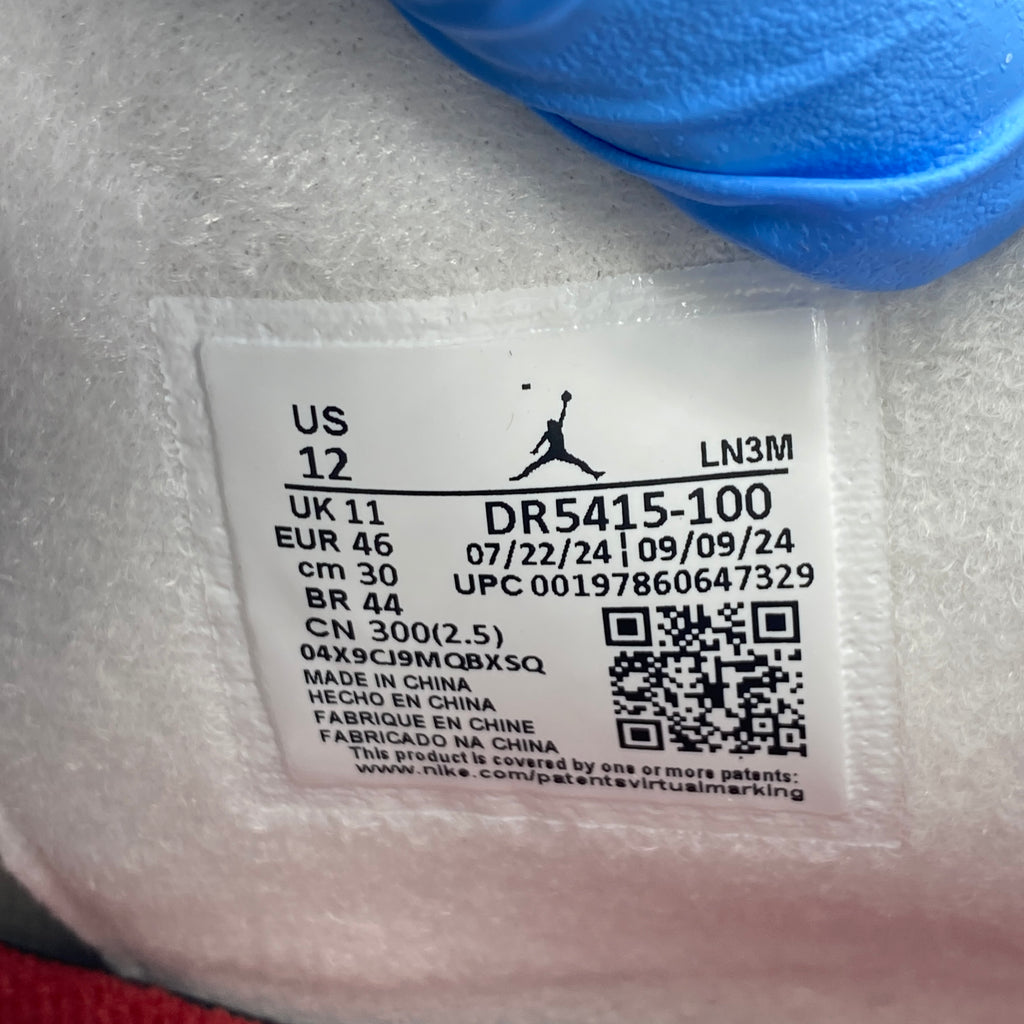 US
12
LN3M
UK 11
DR5415-100
EUR 46
07/22/24 | 09/09/24
cm 30
UPC 00197860647329
BR 44
CN 300(2.5)
04X9CJ9MQBXSQ
MADE IN CHINA
HECHO EN CHINA
FABRIQUE EN CHINE
FABRICADO NA CHINA
This product is covered by one or more patents:
www.nike.com/patentsvirtualmarking